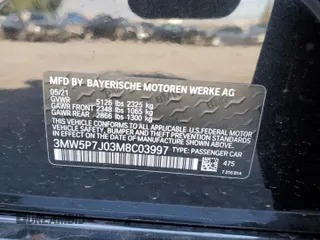 MFD BY BAYERISCHE MOTOREN WERKE AG
05/21
GVWR 5126 lbs 2325 kg
GAWR FRONT 2348 lbs 1065 kg
GAWR REAR 2866 lbs 1300 kg
THIS VEHICLE CONFORMS TO ALL APPLICABLE U.S. FEDERAL MOTOR
VEHICLE SAFETY, BUMPER, AND THEFT PREVENTION STANDARDS IN
EFFECT ON THE DATE OF MANUFACTURE SHOWN ABOVE.
3MW5P7J03M8C03997 TYPE: PASSENGER CAR
475